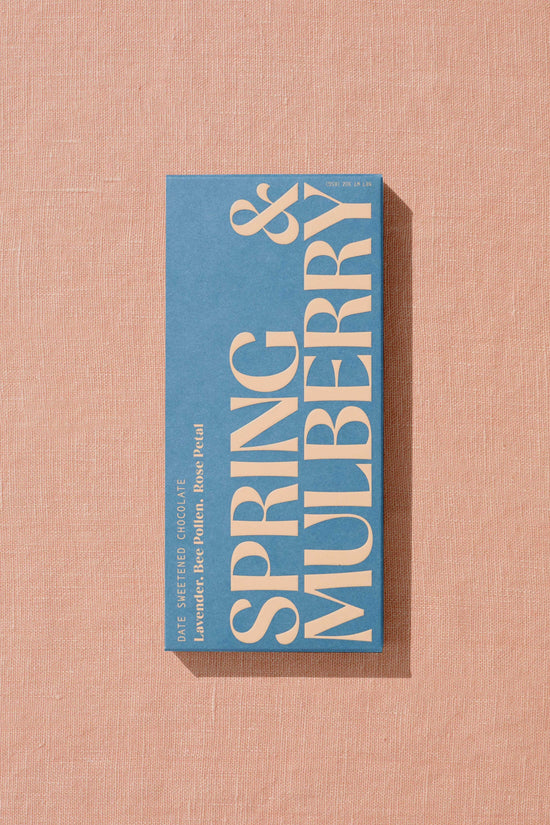 DATE SWEETENED CHOCOLATE
Lavender, Bee Pollen, Rose Petal
SPRING &
MULBERRY